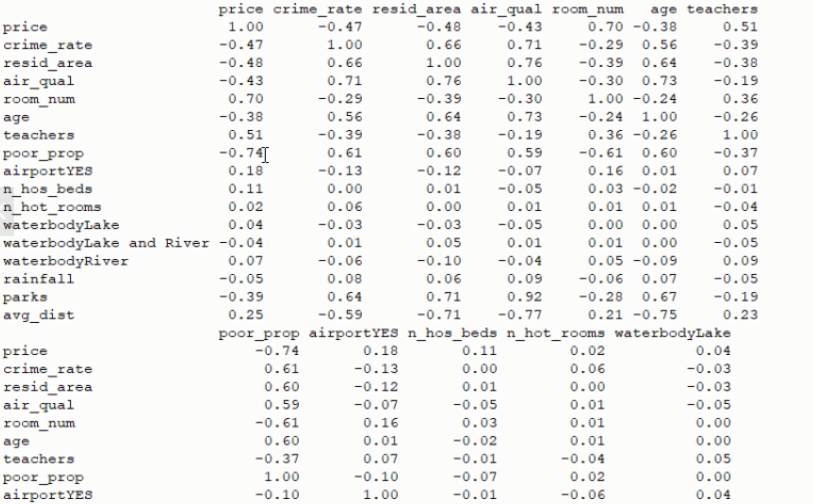 price crime_rate resid_area air_qual room_num age teachers
price 1.00 -0.47 -0.48 -0.43 0.70 -0.38 0.51
crime_rate -0.47 1.00 0.66 0.71 -0.29 0.56 -0.39
resid_area -0.48 0.66 1.00 0.76 -0.39 0.64 -0.38
air_qual -0.43 0.71 0.76 1.00 -0.30 0.73 -0.19
room_num 0.70 -0.29 -0.39 -0.30 1.00 -0.24 0.36
age -0.38 0.56 0.64 0.73 -0.24 1.00 -0.26
teachers 0.51 -0.39 -0.38 -0.19 0.36 -0.26 1.00
poor_prop -0.74 0.61 0.60 0.59 -0.61 0.60 -0.37
airportYES 0.18 -0.13 -0.12 -0.07 0.16 0.01 0.07
n_hos_beds 0.11 0.00 0.01 -0.05 0.03 -0.02 -0.01
n_hot_rooms 0.02 0.06 0.00 0.01 0.01 0.01 -0.04
waterbodyLake 0.04 -0.03 -0.03 -0.05 0.00 0.00 0.05
waterbodyLake and River -0.04 0.01 0.05 0.01 0.01 0.00 -0.05
waterbodyRiver 0.07 -0.06 -0.10 -0.04 0.05 -0.09 0.09
rainfall -0.05 0.08 0.06 0.09 -0.06 0.07 -0.05
parks -0.39 0.64 0.71 0.92 -0.28 0.67 -0.19
avg_dist 0.25 -0.59 -0.71 -0.77 0.21 -0.75 0.23
poor_prop airportYES n_hos_beds n_hot_rooms waterbodyLake
price -0.74 0.18 0.11 0.02 0.04
crime_rate 0.61 -0.13 0.00 0.06 -0.03
resid_area 0.60 -0.12 0.01 0.00 -0.03
air_qual 0.59 -0.07 -0.05 0.01 -0.05
room_num -0.61 0.16 0.03 0.01 0.00
age 0.60 0.01 -0.02 0.01 0.00
teachers -0.37 0.07 -0.01 -0.04 0.05
poor_prop 1.00 -0.10 -0.07 0.02 0.00
airportYES -0.10 1.00 -0.01 -0.06 0.04